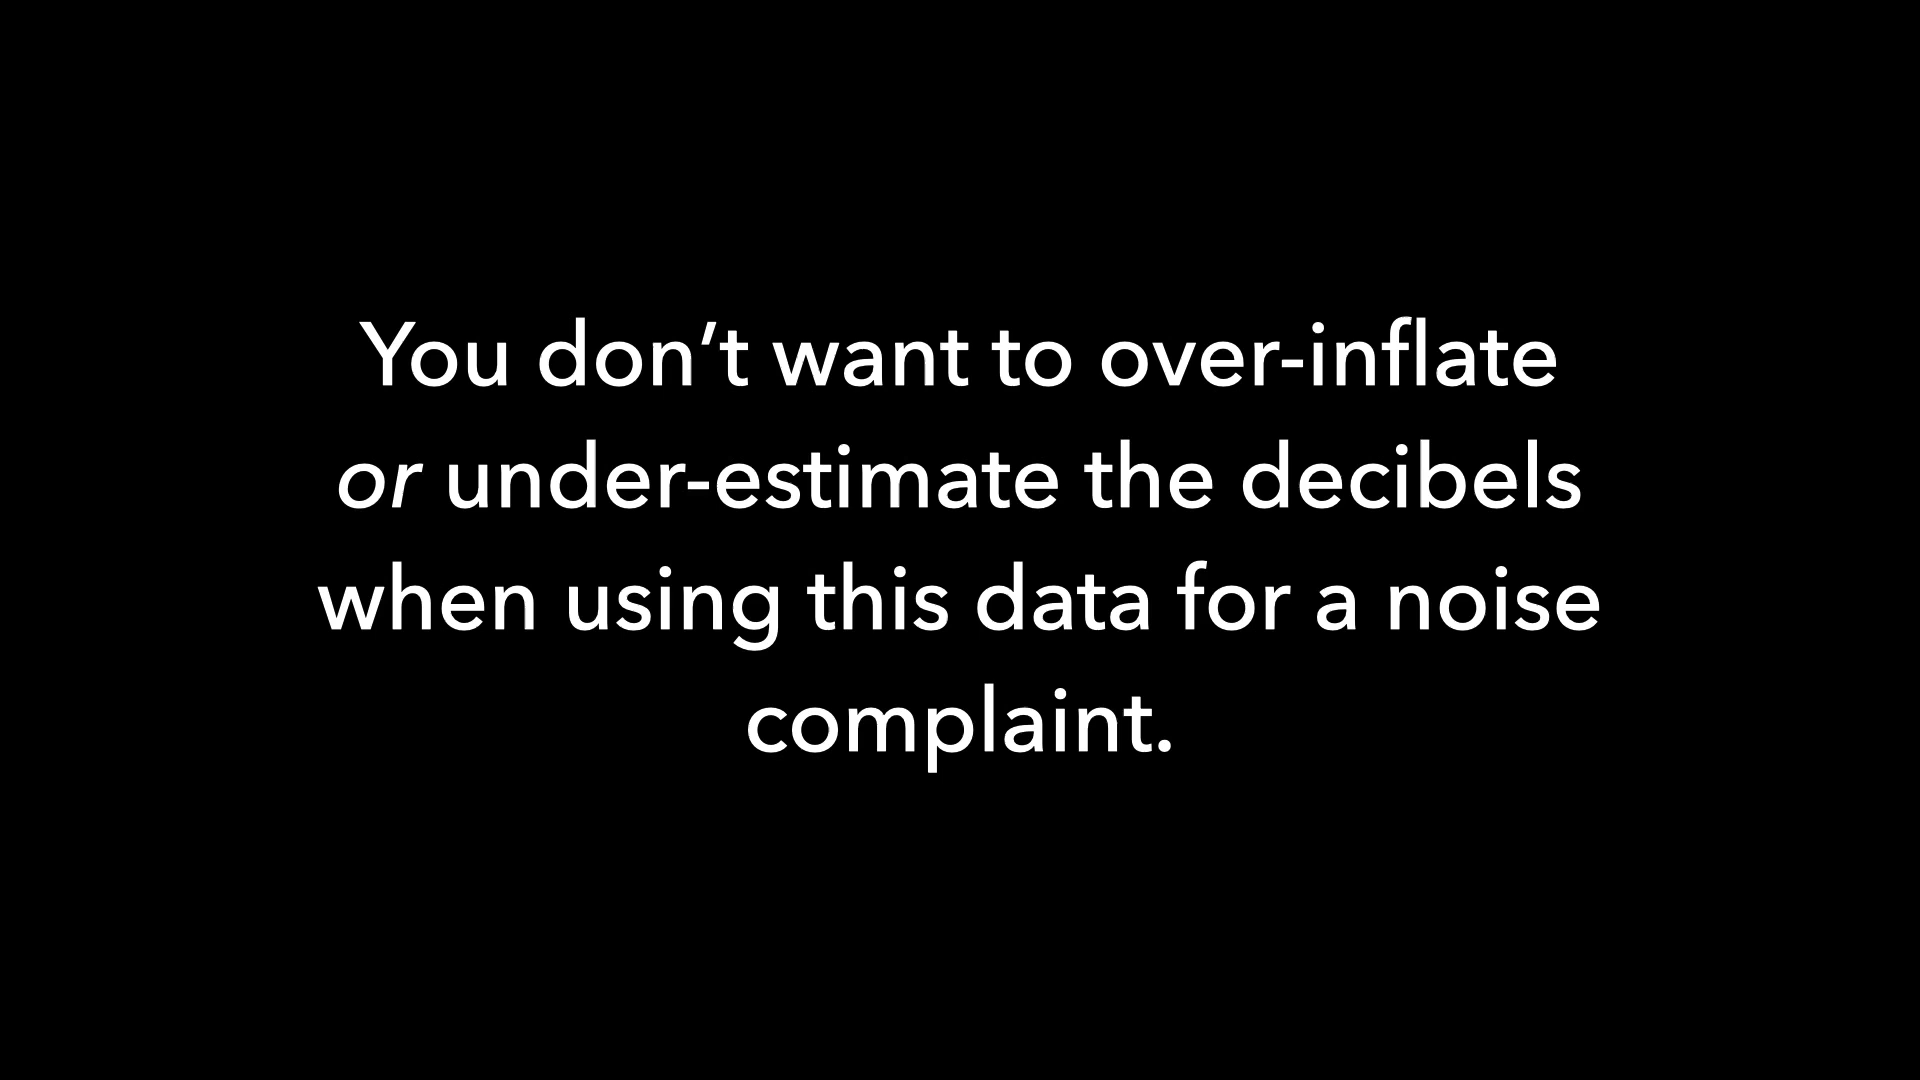 You don’t want to over-inflate
or under-estimate the decibels
when using this data for a noise
complaint.